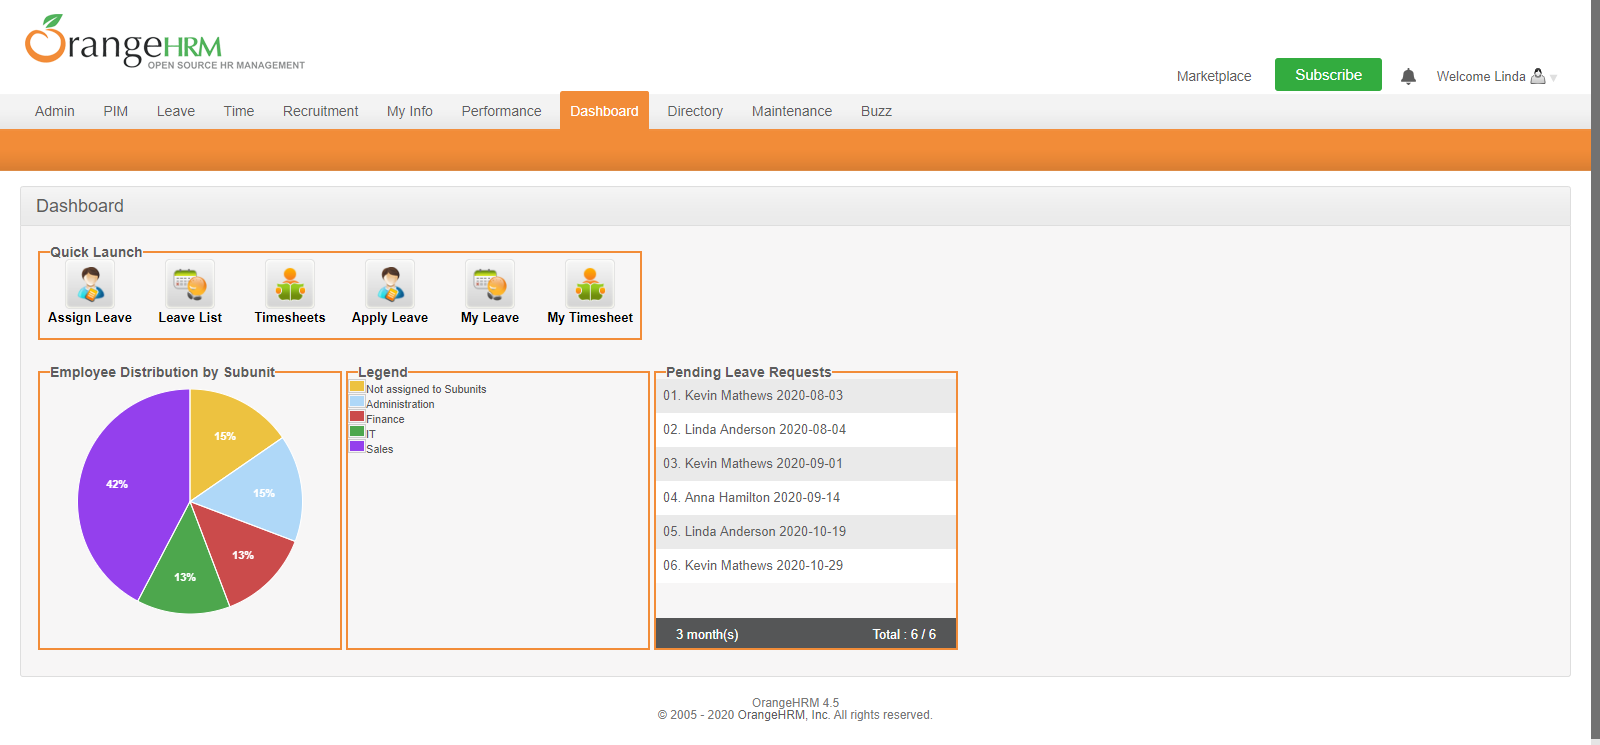 OrangeHRM
OPEN SOURCE HR MANAGEMENT
Marketplace
Subscribe
Welcome Linda
Admin PIM Leave Time Recruitment My Info Performance Dashboard Directory Maintenance Buzz
Dashboard
Quick Launch
Assign Leave Leave List Timesheets Apply Leave My Leave My Timesheet
Employee Distribution by Subunit
15%
15%
13%
13%
42%
Legend
Not assigned to Subunits
Administration
Finance
IT
Sales
Pending Leave Requests
01. Kevin Mathews 2020-08-03
02. Linda Anderson 2020-08-04
03. Kevin Mathews 2020-09-01
04. Anna Hamilton 2020-09-14
05. Linda Anderson 2020-10-19
06. Kevin Mathews 2020-10-29
3 month(s) Total : 6 / 6
OrangeHRM 4.5
© 2005 - 2020 OrangeHRM, Inc. All rights reserved.